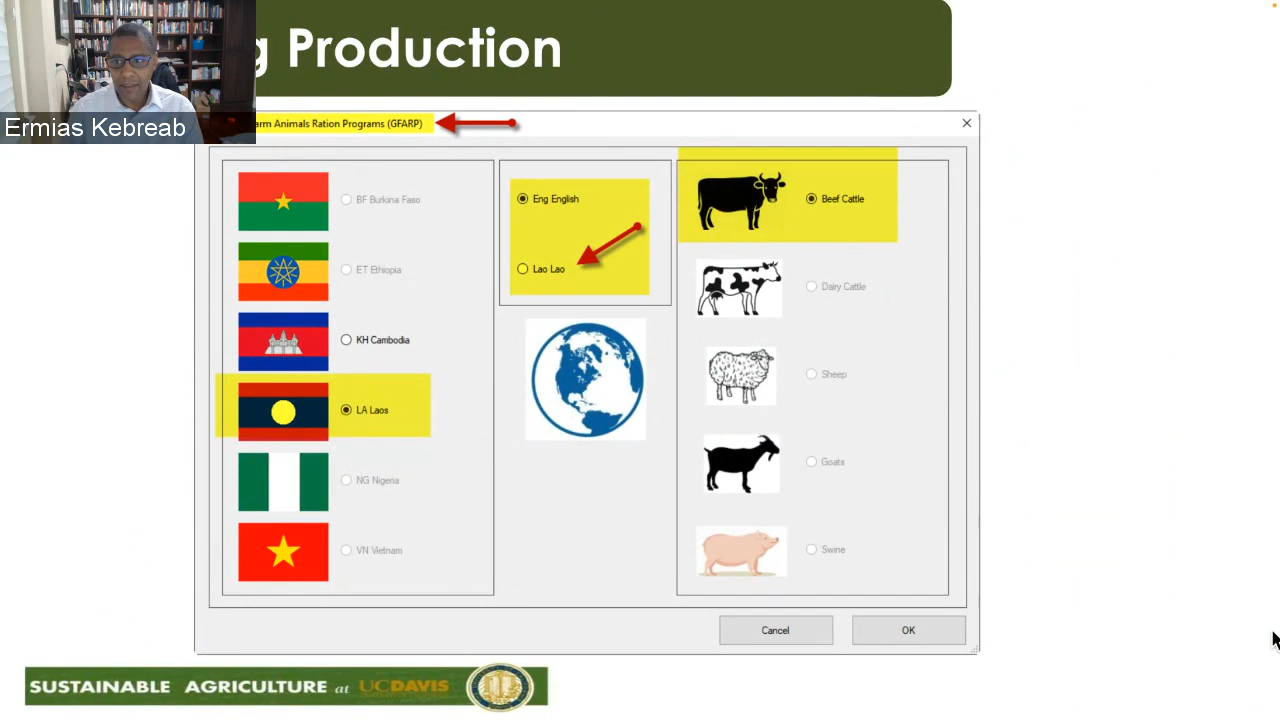 g Production
Ermias Kebreab
arm Animals Ration Programs (GFARP)
BF Burkina Faso
ET Ethiopia
KH Cambodia
LA Laos
NG Nigeria
VN Vietnam
Eng English
Lao Lao
Beef Cattle
Dairy Cattle
Sheep
Goats
Swine
Cancel
OK
SUSTAINABLE AGRICULTURE at UCDAVIS